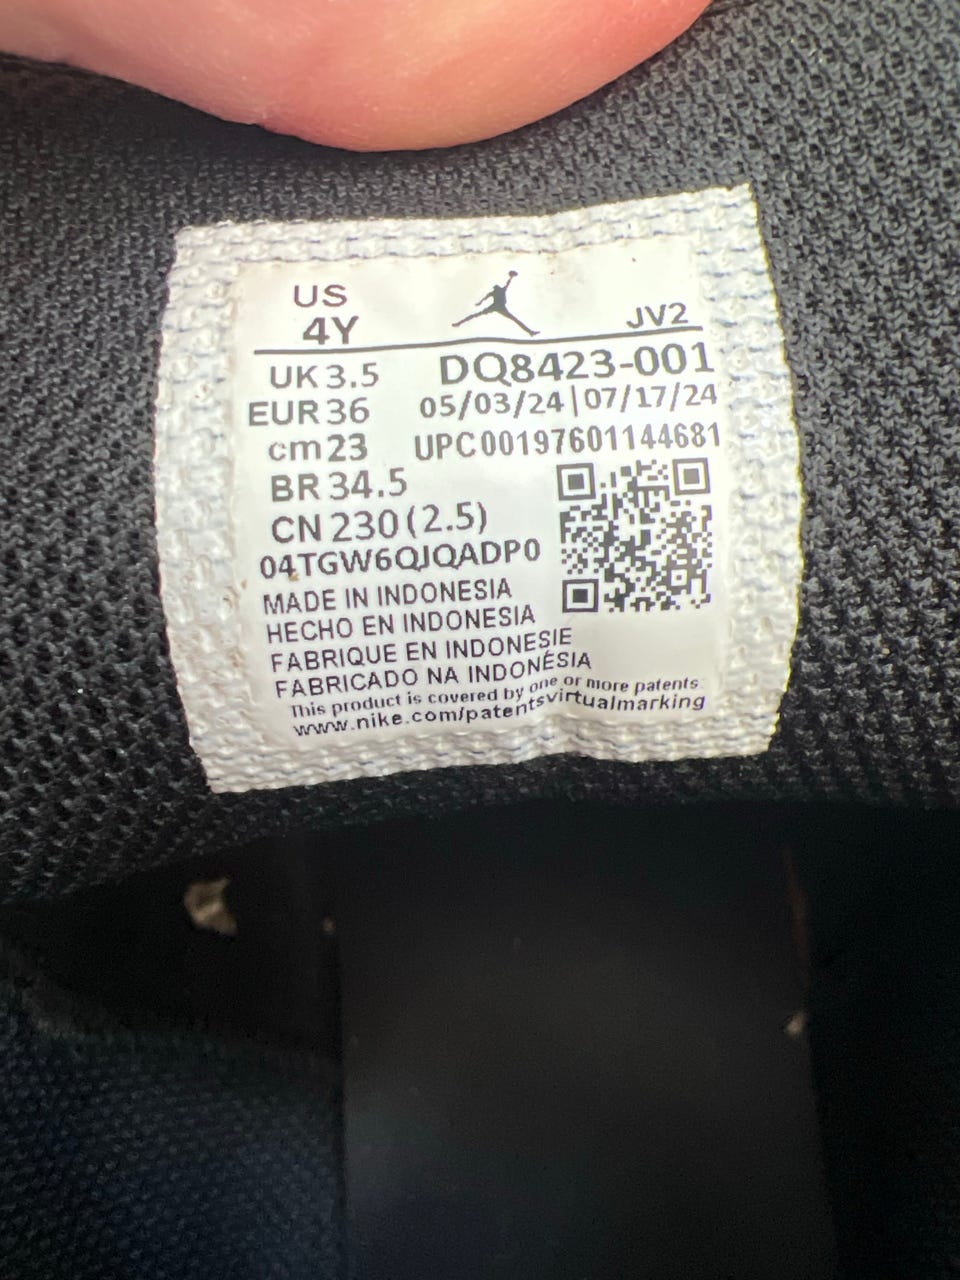 US
4Y
JV2
UK 3.5 DQ8423-001
EUR 36 05/03/24 | 07/17/24
cm 23 UPC 00197601144681
BR 34.5
CN 230 (2.5)
04TGW6QJQADP0
MADE IN INDONESIA
HECHO EN INDONESIA
FABRIQUE EN INDONESIE
FABRICADO NA INDONÉSIA
This product is covered by one or more patents.
www.nike.com/patentsvirtualmarking